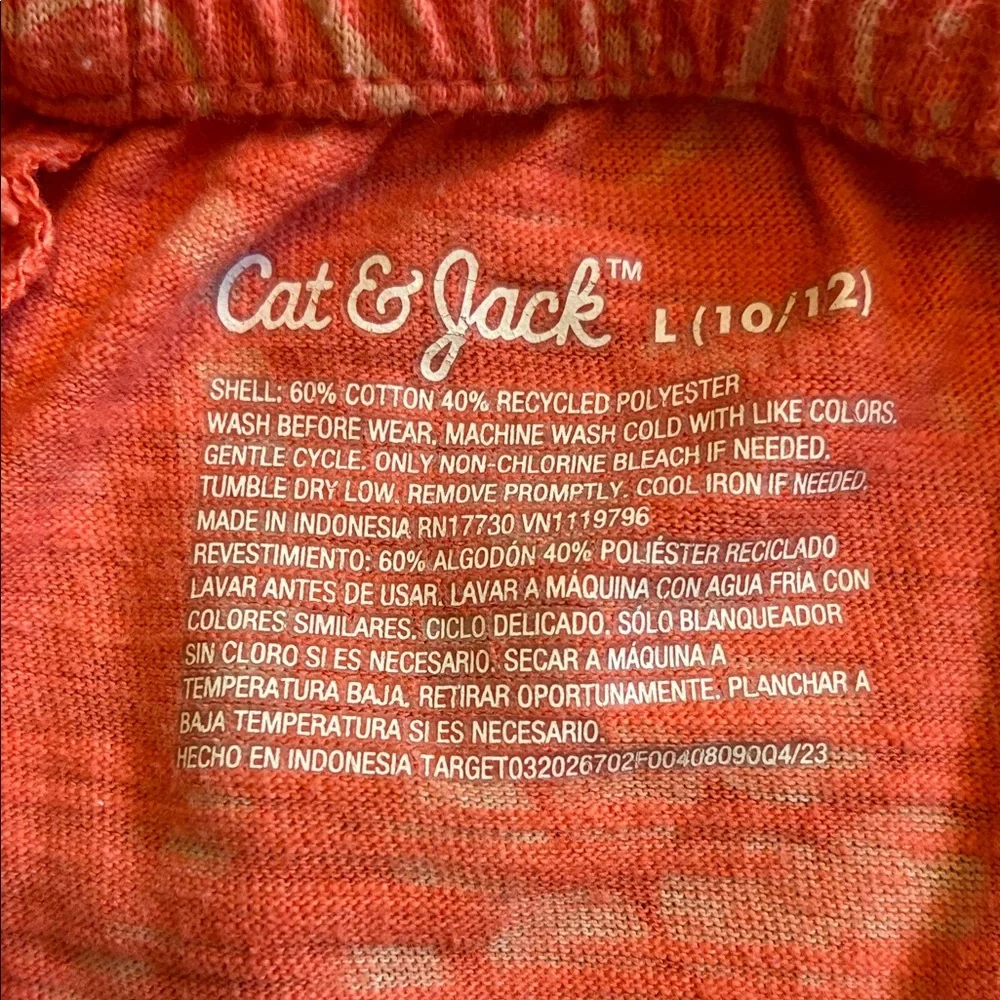 Cat & Jack™ L (10/12)
SHELL: 60% COTTON 40% RECYCLED POLYESTER
WASH BEFORE WEAR. MACHINE WASH COLD WITH LIKE COLORS.
GENTLE CYCLE. ONLY NON-CHLORINE BLEACH IF NEEDED.
TUMBLE DRY LOW. REMOVE PROMPTLY. COOL IRON IF NEEDED.
MADE IN INDONESIA RN17730 VN1119796
REVESTIMIENTO: 60% ALGODÓN 40% POLIÉSTER RECICLADO
LAVAR ANTES DE USAR. LAVAR A MÁQUINA CON AGUA FRÍA CON
COLORES SIMILARES. CICLO DELICADO. SÓLO BLANQUEADOR
SIN CLORO SI ES NECESARIO. SECAR A MÁQUINA A
TEMPERATURA BAJA. RETIRAR OPORTUNAMENTE. PLANCHAR A
BAJA TEMPERATURA SI ES NECESARIO.
HECHO EN INDONESIA TARGET032026702F00408090Q4/23